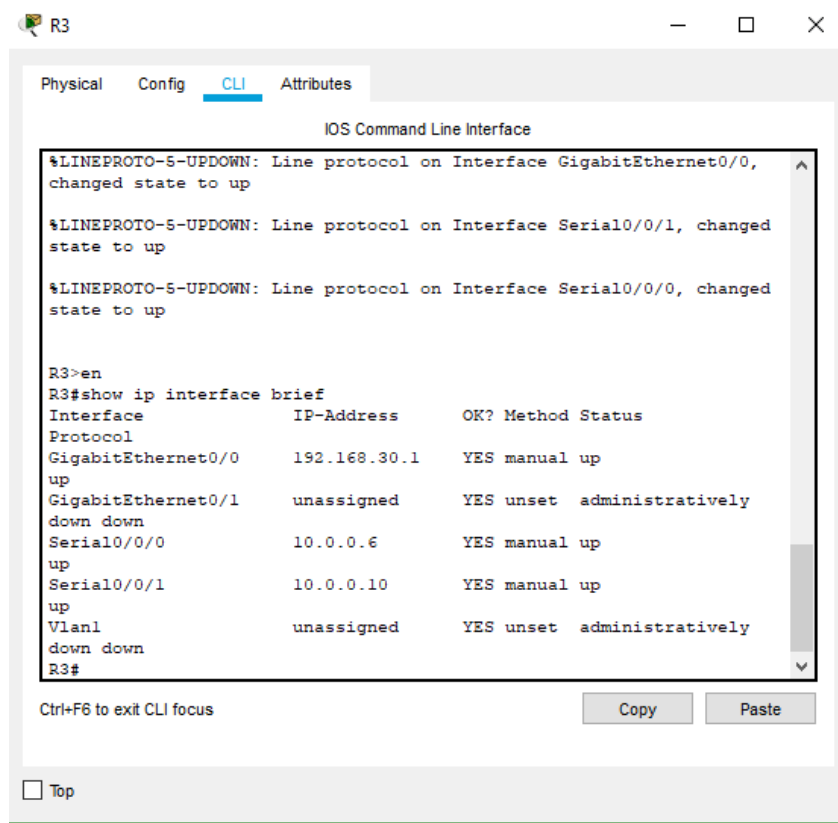 R3
Physical Config CLI Attributes
IOS Command Line Interface
%LINEPROTO-5-UPDOWN: Line protocol on Interface GigabitEthernet0/0,
changed state to up
%LINEPROTO-5-UPDOWN: Line protocol on Interface Serial0/0/1, changed
state to up
%LINEPROTO-5-UPDOWN: Line protocol on Interface Serial0/0/0, changed
state to up
R3>en
R3#show ip interface brief
Interface IP-Address OK? Method Status
Protocol
GigabitEthernet0/0 192.168.30.1 YES manual up
up
GigabitEthernet0/1 unassigned YES unset administratively
down down
Serial0/0/0 10.0.0.6 YES manual up
up
Serial0/0/1 10.0.0.10 YES manual up
up
Vlan1 unassigned YES unset administratively
down down
R3#
Ctrl+F6 to exit CLI focus Copy Paste
Top